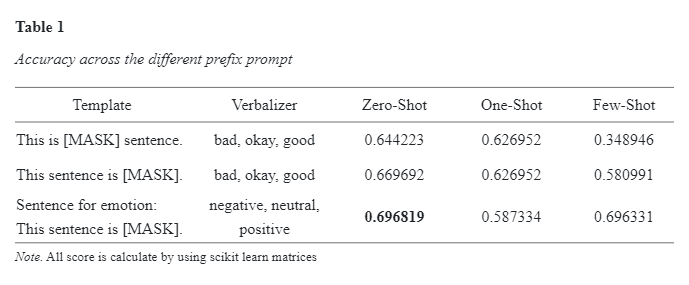 Table 1
Accuracy across the different prefix prompt
Template Verbalizer Zero-Shot One-Shot Few-Shot
This is [MASK] sentence. bad, okay, good 0.644223 0.626952 0.348946
This sentence is [MASK]. bad, okay, good 0.669692 0.626952 0.580991
Sentence for emotion: negative, neutral,
This sentence is [MASK]. positive 0.696819 0.587334 0.696331
Note. All score is calculate by using scikit learn matrices